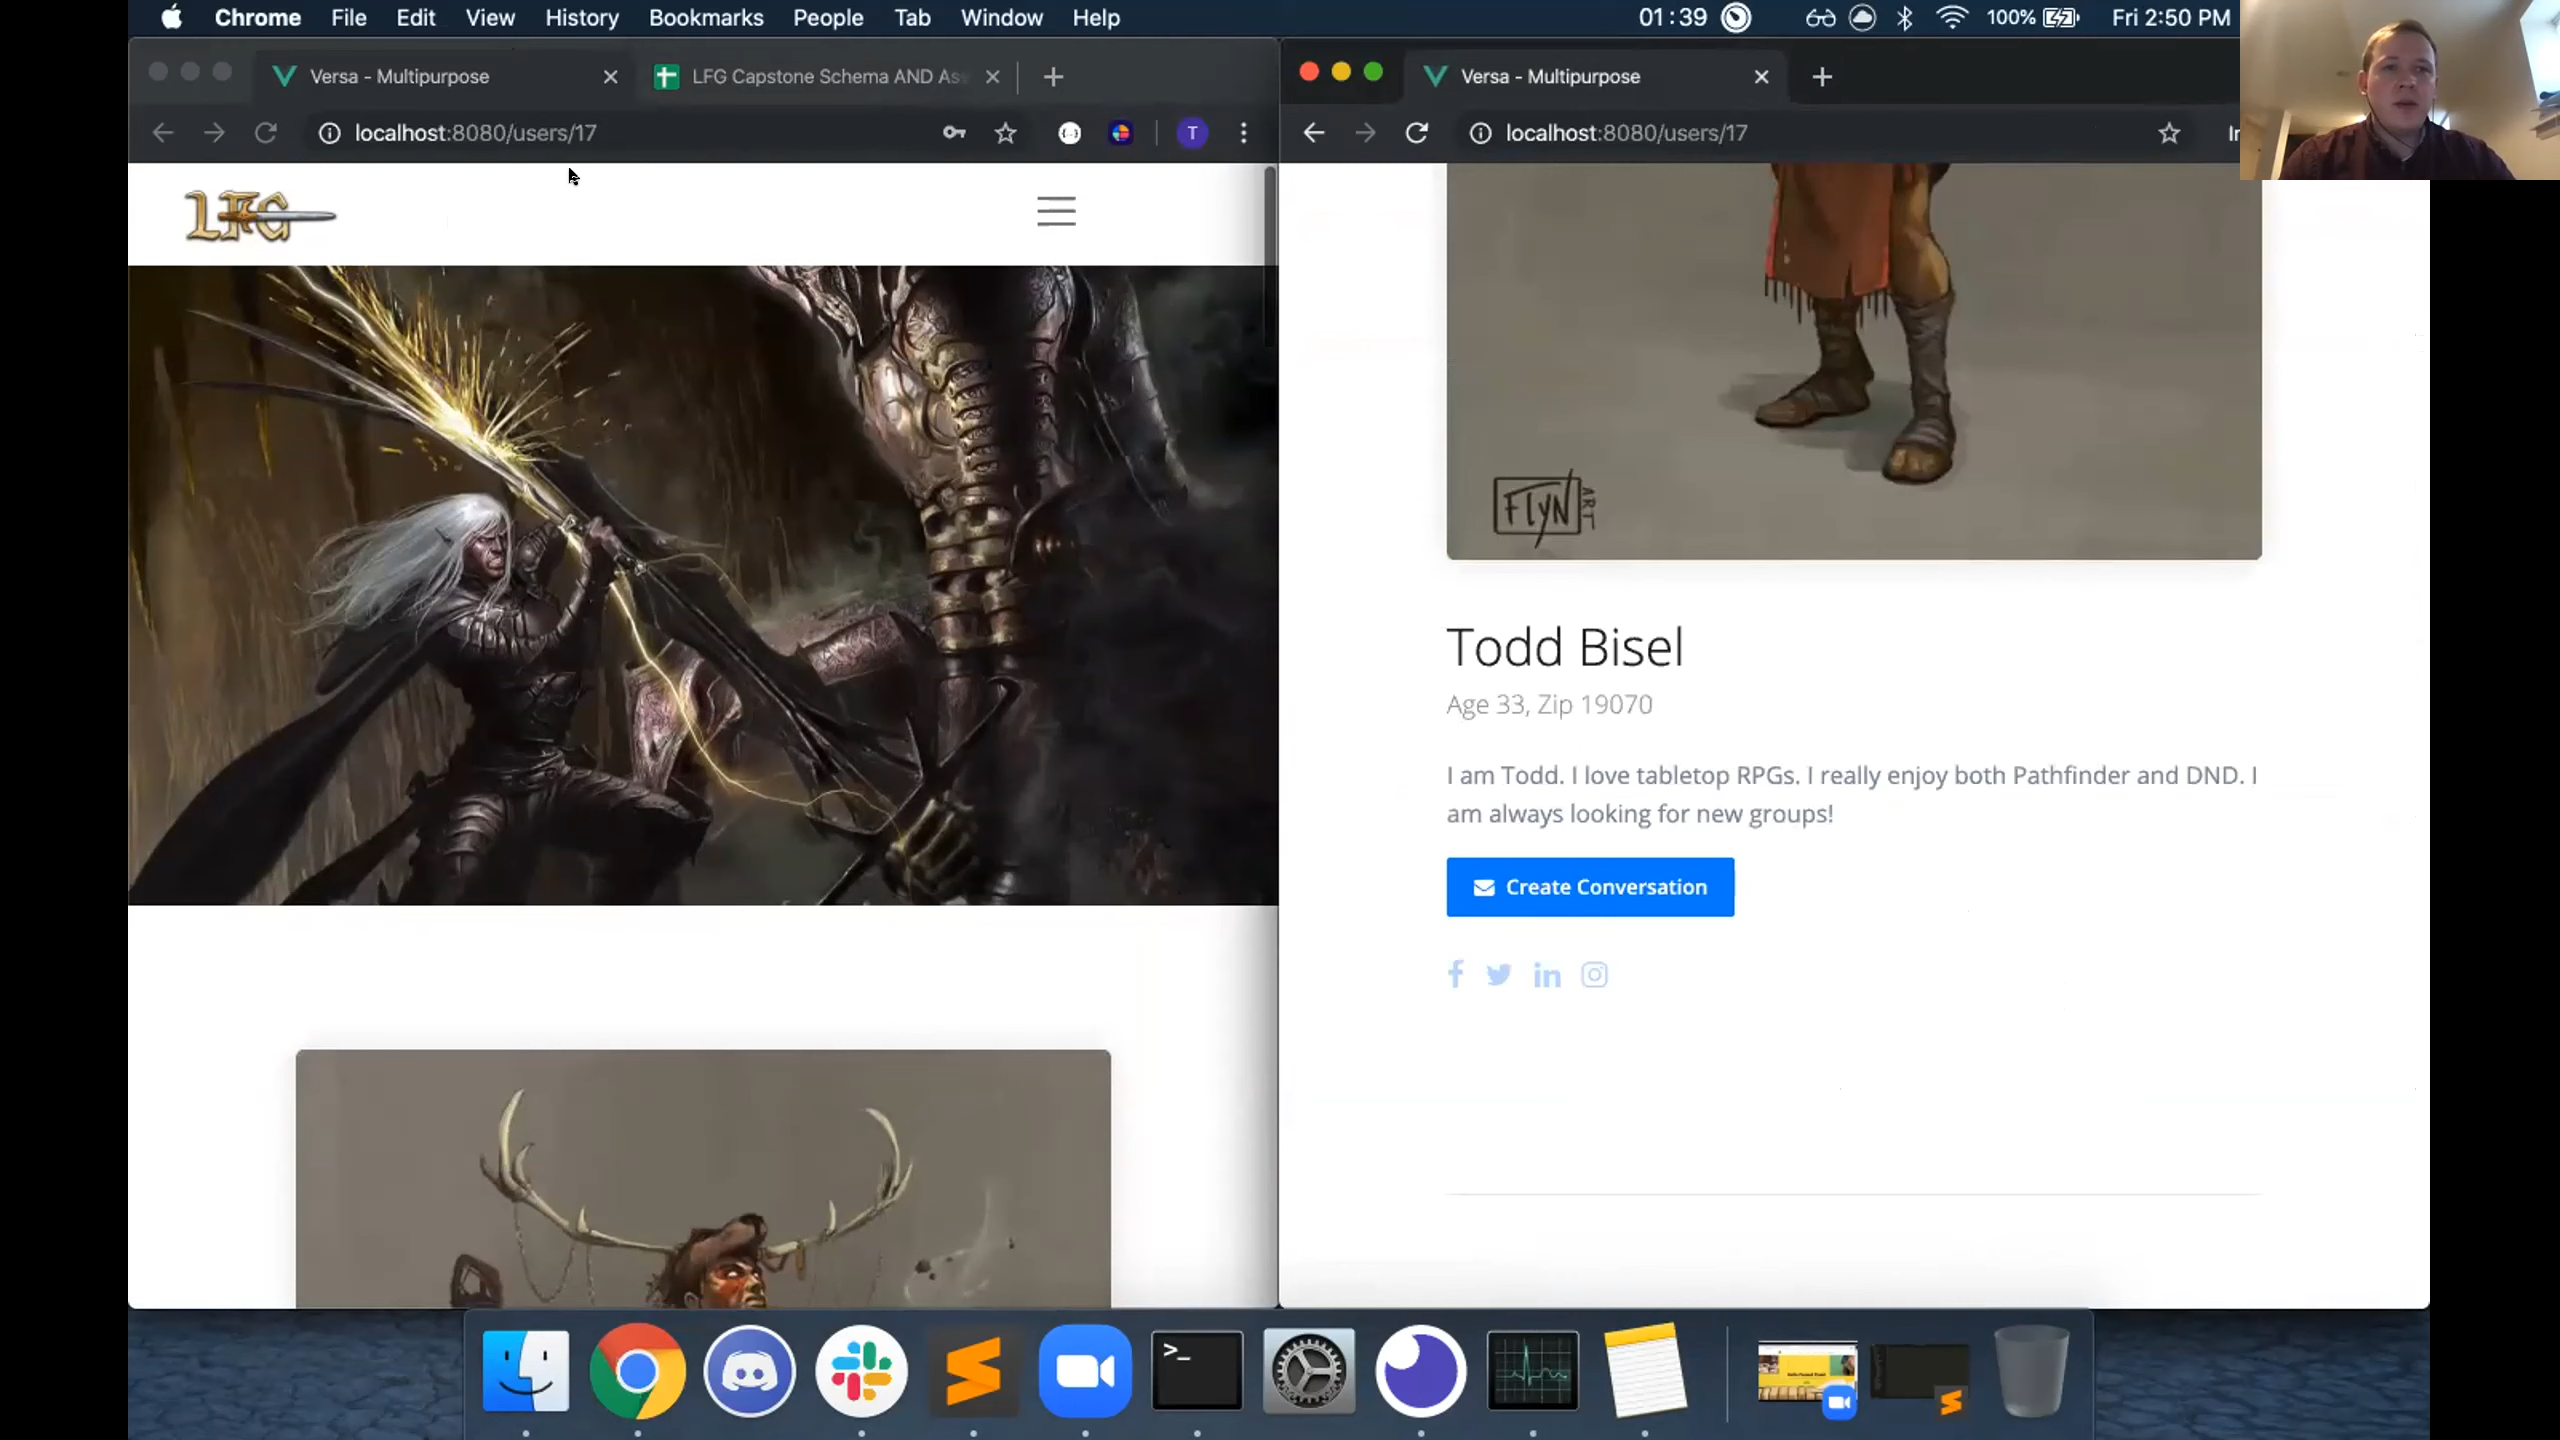 Chrome File Edit View History Bookmarks People Tab Window Help 01:39 100% Fri 2:50 PM
Versa - Multipurpose
LFG Capstone Schema AND As
localhost:8080/users/17
T
LFG
Versa - Multipurpose
localhost:8080/users/17
In
FLYN
ART
Todd Bisel
Age 33, Zip 19070
I am Todd. I love tabletop RPGs. I really enjoy both Pathfinder and DND. I
am always looking for new groups!
Create Conversation